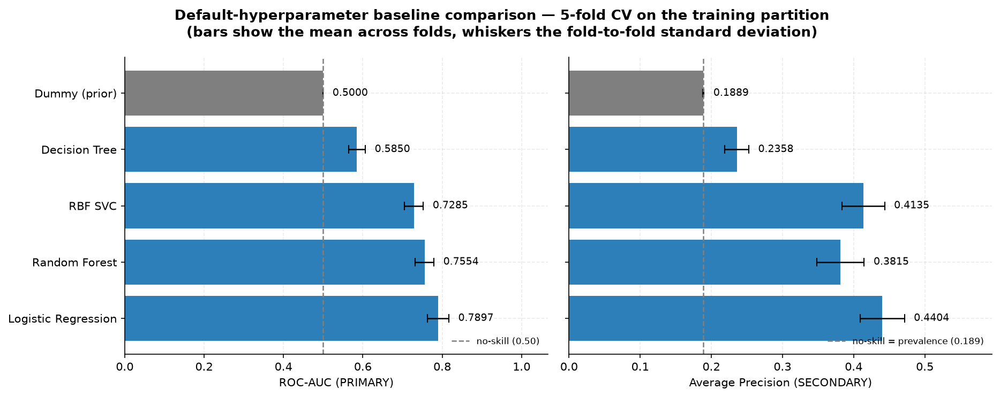 Default-hyperparameter baseline comparison — 5-fold CV on the training partition
(bars show the mean across folds, whiskers the fold-to-fold standard deviation)
Dummy (prior)
Decision Tree
RBF SVC
Random Forest
Logistic Regression
0.5000
0.5850
0.7285
0.7554
0.7897
no-skill (0.50)
0.0 0.2 0.4 0.6 0.8 1.0
ROC-AUC (PRIMARY)
0.1889
0.2358
0.4135
0.3815
0.4404
no-skill = prevalence (0.189)
0.0 0.1 0.2 0.3 0.4 0.5
Average Precision (SECONDARY)